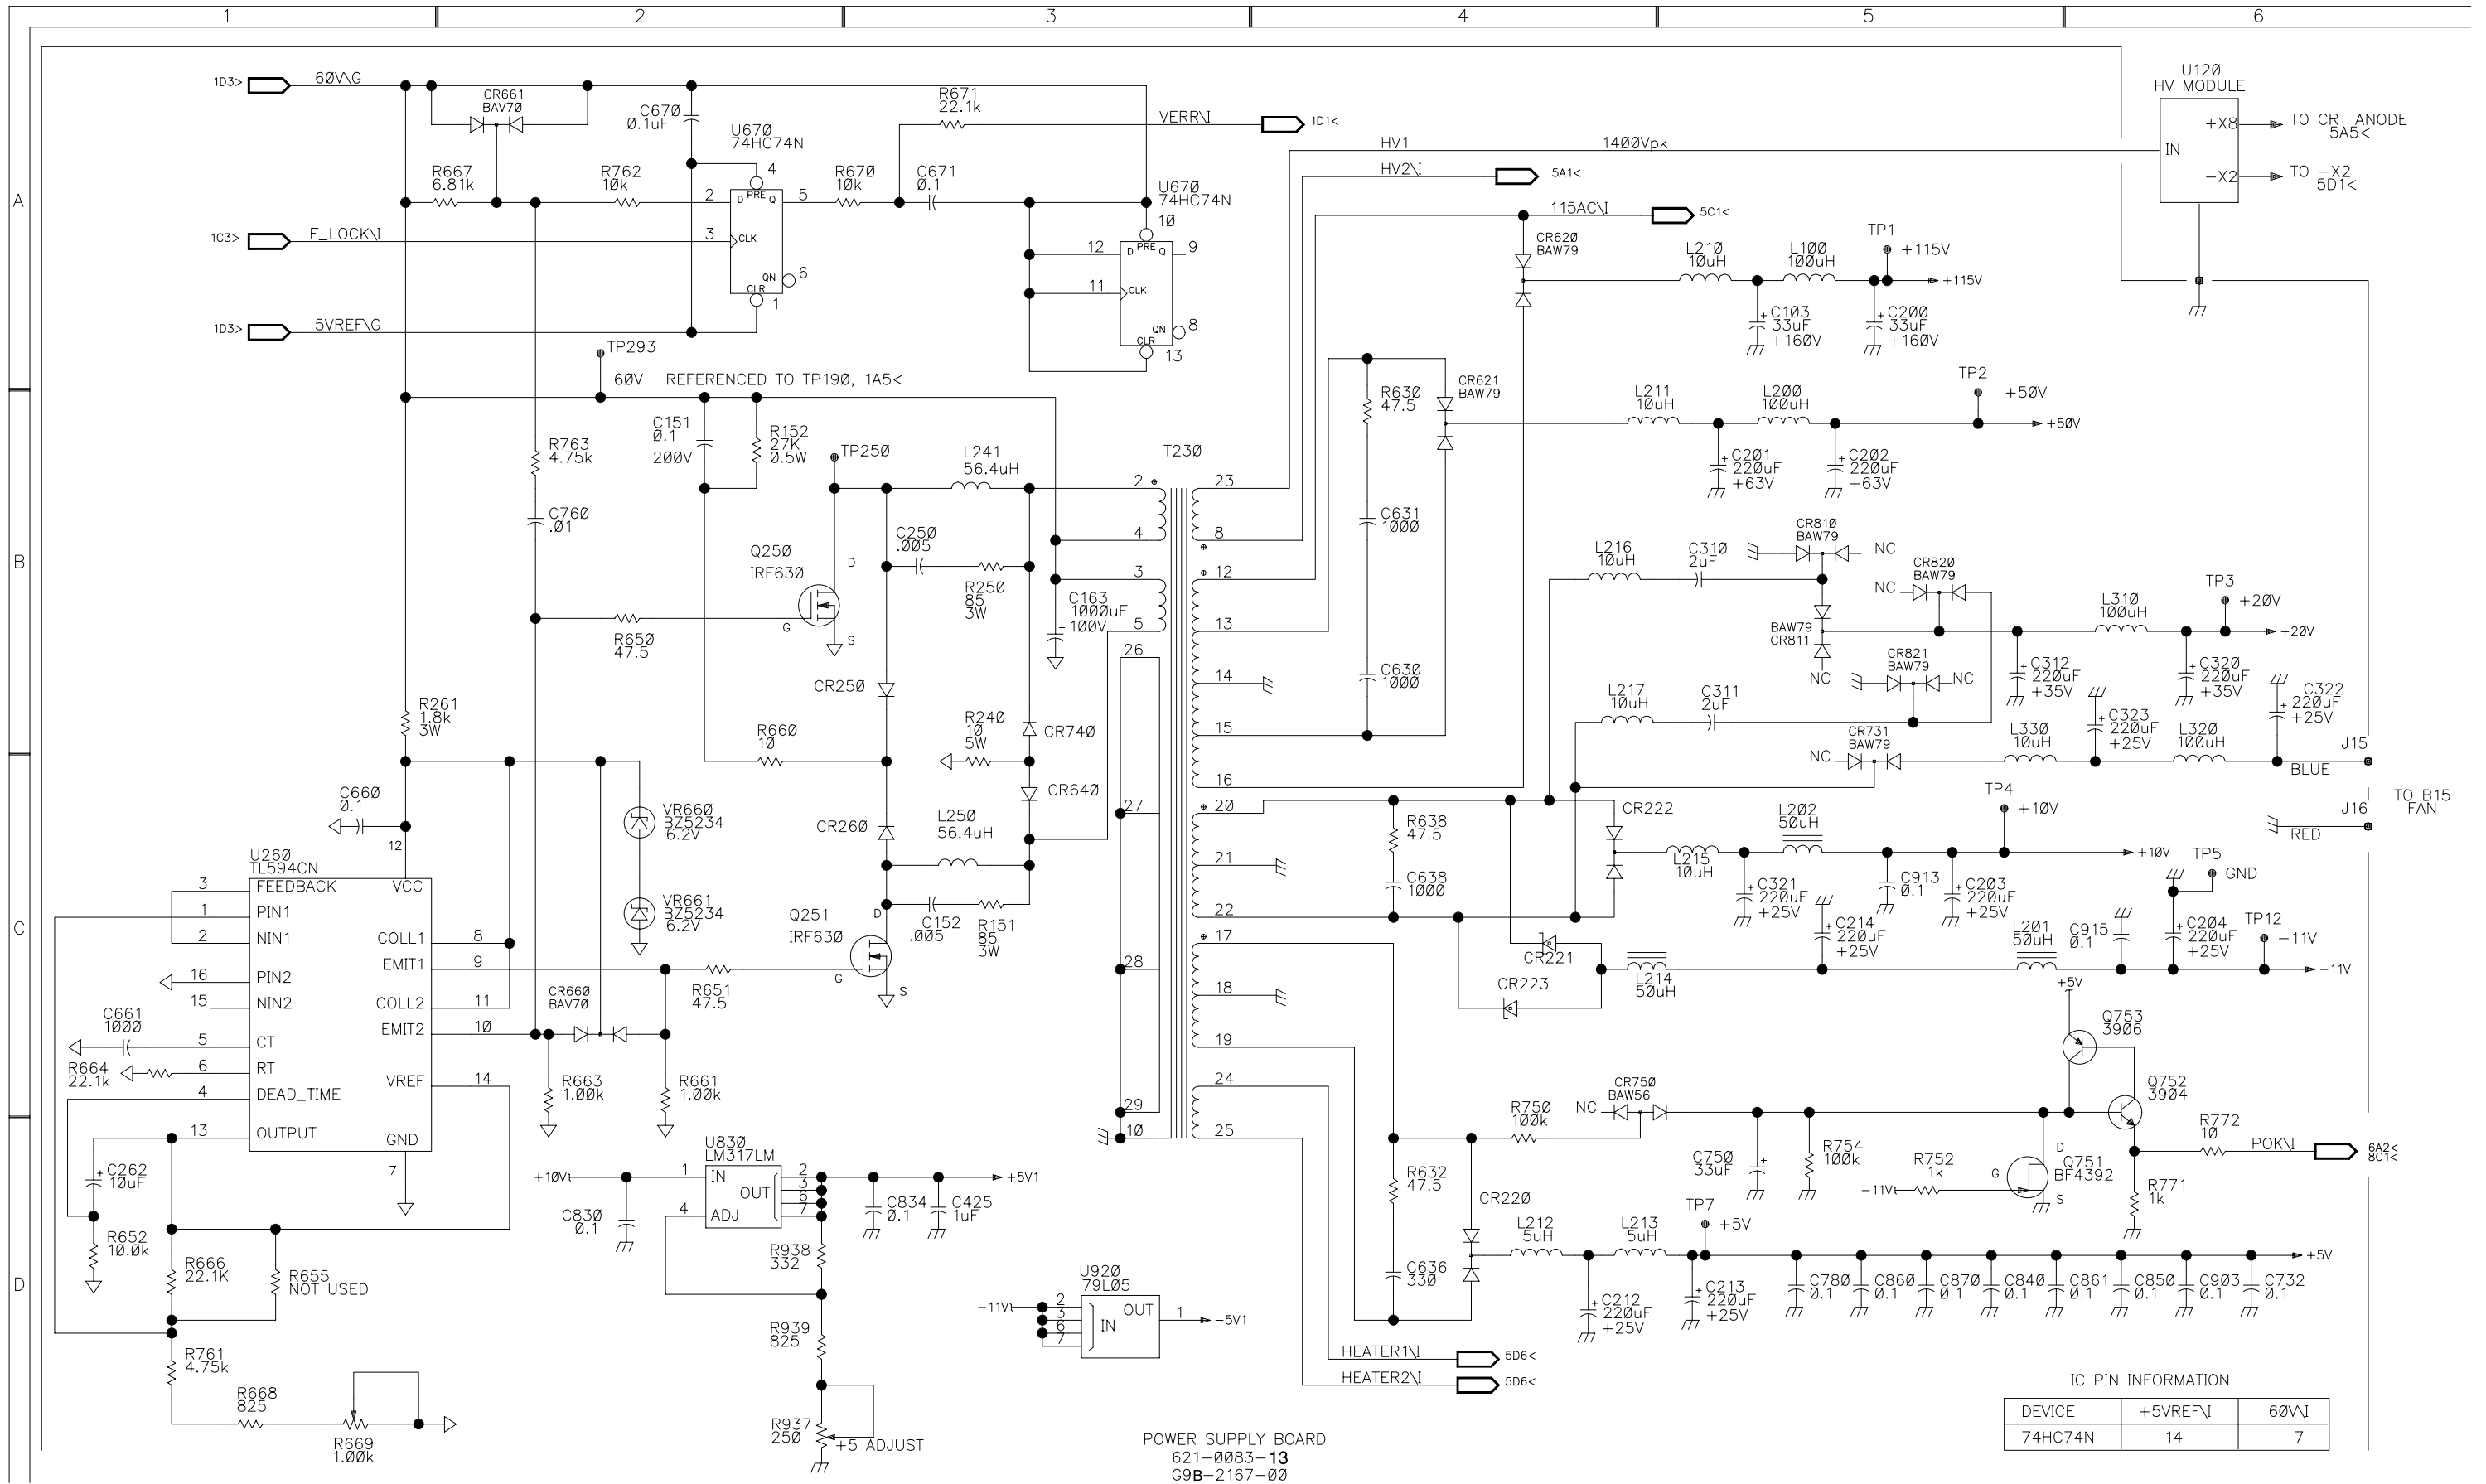 1 2 3 4 5 6
A
B
C
D
1D3> 60V\G
CR661
BAV70
C670
0.1uF
U670
74HC74N
R671
22.1k
VERR\I 1D1<
R667
6.81k
R762
10k
4
2 D PRE Q 5
3 CLK
QN 6
CLR
1
R670
10k
C671
0.1
U670
74HC74N
10
12 D PRE Q 9
11 CLK
QN 8
CLR
13
1C3> F_LOCK\I
1D3> 5VREF\G
TP293
60V REFERENCED TO TP190, 1A5<
HV1 1400Vpk
HV2\I 5A1<
115AC\I 5C1<
U120
HV MODULE
IN
+X8
-X2
TO CRT ANODE
5A5<
TO -X2
5D1<
CR620
BAW79
L210
10uH
L100
100uH
TP1
+115V
+115V
C103
33uF
+160V
C200
33uF
+160V
R630
47.5
CR621
BAW79
L211
10uH
L200
100uH
TP2
+50V
+50V
C201
220uF
+63V
C202
220uF
+63V
R763
4.75k
C760
.01
C151
0.1
200V
R152
27K
0.5W
TP250
L241
56.4uH
T230
2
4
3
5
26
27
28
29
10
23
8
12
13
14
15
16
20
21
22
17
18
19
24
25
Q250
IRF630
D
G
S
C250
.005
R250
85
3W
C163
1000uF
100V
R650
47.5
C631
1000
C630
1000
L216
10uH
C310
2uF
CR810
BAW79
NC
CR820
BAW79
NC
BAW79
CR811
NC
L310
100uH
TP3
+20V
+20V
CR821
BAW79
NC
C312
220uF
+35V
C320
220uF
+35V
L217
10uH
C311
2uF
CR731
BAW79
NC
L330
10uH
C323
220uF
+25V
L320
100uH
C322
220uF
+25V
J15
BLUE
J16
RED
TO B15
FAN
R261
1.8k
3W
CR250
R660
10
R240
10
5W
CR740
CR640
CR260
L250
56.4uH
C660
0.1
12
VR660
BZ5234
6.2V
VR661
BZ5234
6.2V
Q251
IRF630
D
G
S
C152
.005
R151
85
3W
U260
TL594CN
3 FEEDBACK
VCC
1 PIN1
2 NIN1
COLL1 8
EMIT1 9
16 PIN2
15 NIN2
COLL2 11
EMIT2 10
5 CT
6 RT
VREF 14
4 DEAD_TIME
13 OUTPUT
GND
7
C661
1000
R664
22.1k
CR660
BAV70
R651
47.5
R663
1.00k
R661
1.00k
R638
47.5
C638
1000
CR222
L215
10uH
L202
50uH
TP4
+10V
+10V
C321
220uF
+25V
C913
0.1
C203
220uF
+25V
TP5
GND
C214
220uF
+25V
L201
50uH
C915
0.1
C204
220uF
+25V
TP12
-11V
-11V
CR221
CR223
L214
50uH
+5V
Q753
3906
Q752
3904
CR750
BAW56
NC
R750
100k
R772
10
POK\I 6A2<
8C1<
C750
33uF
R754
100k
R752
1k
-11V
D
G
S
Q751
BF4392
R771
1k
R632
47.5
C636
330
CR220
L212
5uH
L213
5uH
TP7
+5V
+5V
C212
220uF
+25V
C213
220uF
+25V
C780
0.1
C860
0.1
C870
0.1
C840
0.1
C861
0.1
C850
0.1
C903
0.1
C732
0.1
C262
10uF
R652
10.0k
R666
22.1K
R655
NOT USED
R761
4.75k
R668
825
R669
1.00k
U830
LM317LM
+10V
1 IN
OUT
2
3
6
7
4 ADJ
+5V1
C830
0.1
C834
0.1
C425
1uF
R938
332
R939
825
R937
250
+5 ADJUST
U920
79L05
-11V
2
3
6
7
IN
OUT 1
-5V1
HEATER1\I 5D6<
HEATER2\I 5D6<
POWER SUPPLY BOARD
621-0083-13
G9B-2167-00
IC PIN INFORMATION
DEVICE +5VREF\I 60V\I
74HC74N 14 7